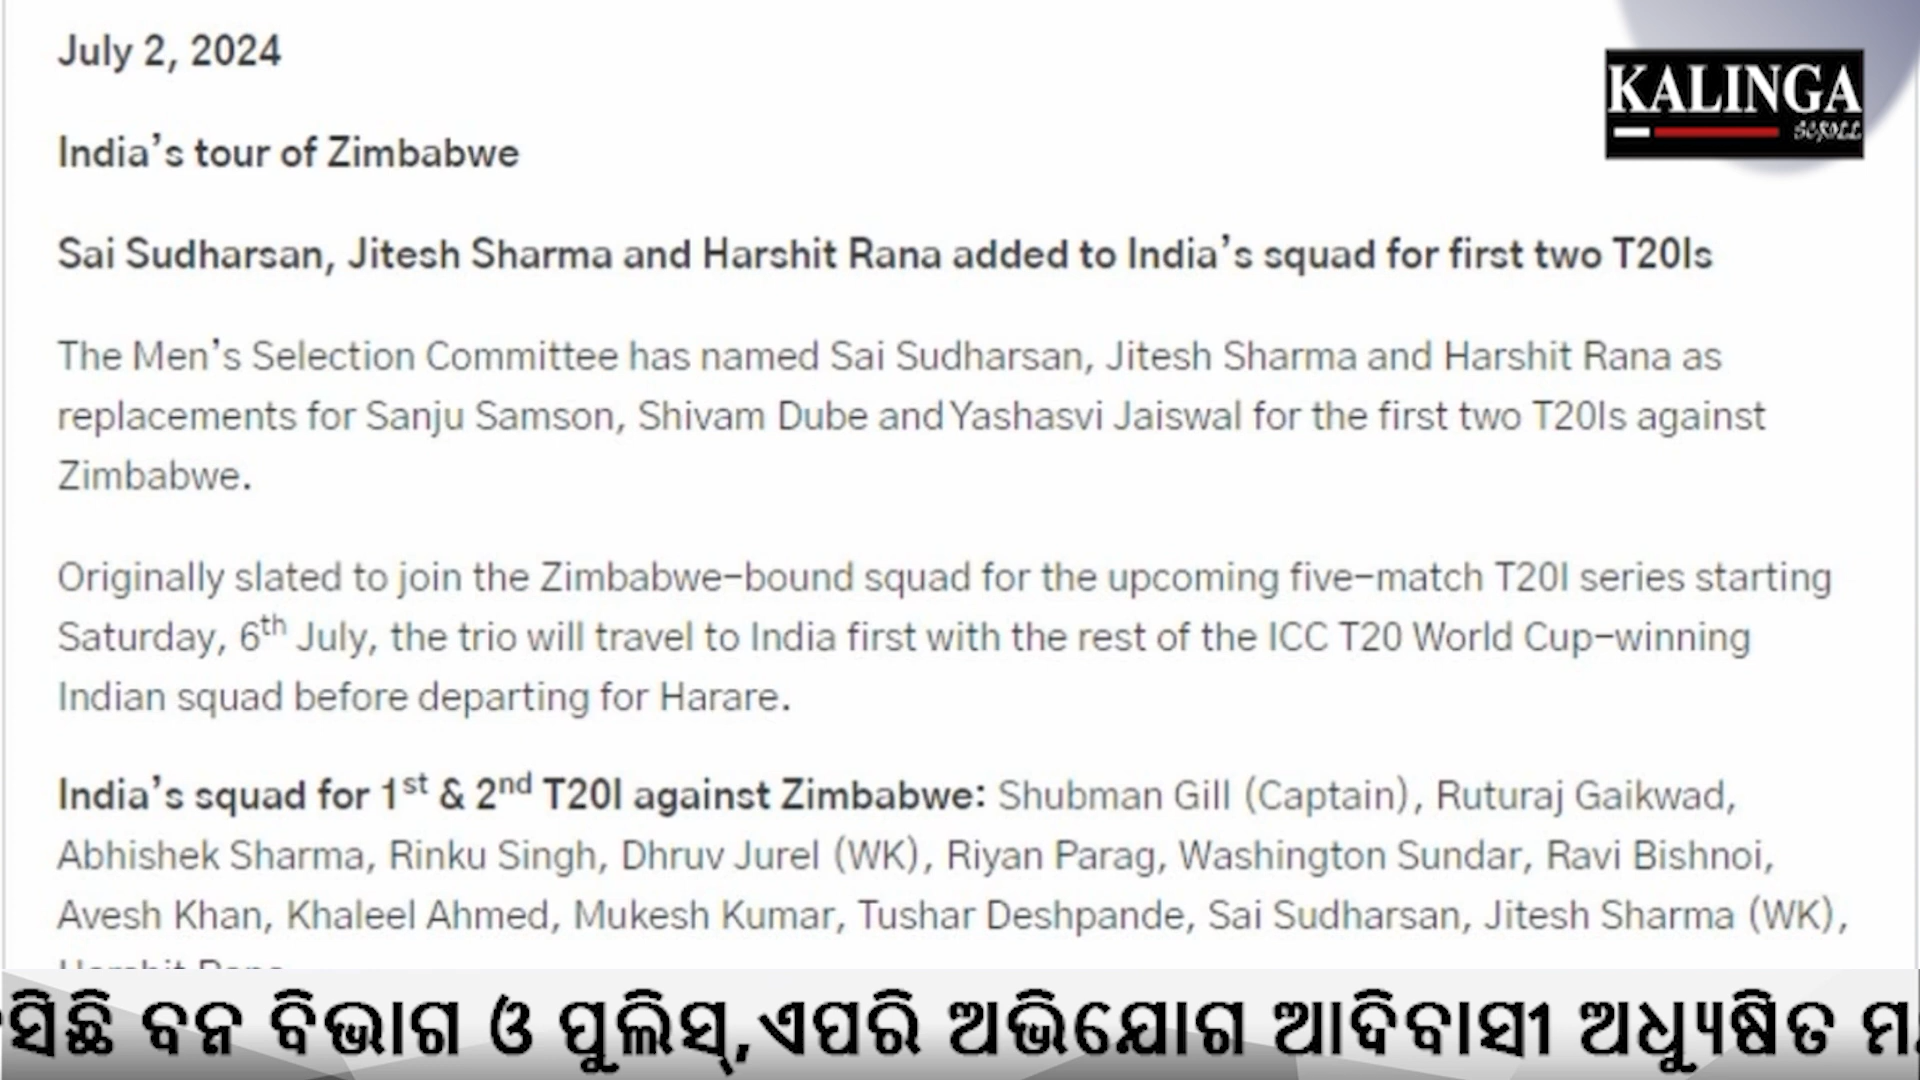 July 2, 2024
KALINGA
SCROLL
India’s tour of Zimbabwe
Sai Sudharsan, Jitesh Sharma and Harshit Rana added to India’s squad for first two T20Is
The Men’s Selection Committee has named Sai Sudharsan, Jitesh Sharma and Harshit Rana as
replacements for Sanju Samson, Shivam Dube and Yashasvi Jaiswal for the first two T20Is against
Zimbabwe.
Originally slated to join the Zimbabwe-bound squad for the upcoming five-match T20I series starting
Saturday, 6th July, the trio will travel to India first with the rest of the ICC T20 World Cup-winning
Indian squad before departing for Harare.
India’s squad for 1st & 2nd T20I against Zimbabwe: Shubman Gill (Captain), Ruturaj Gaikwad,
Abhishek Sharma, Rinku Singh, Dhruv Jurel (WK), Riyan Parag, Washington Sundar, Ravi Bishnoi,
Avesh Khan, Khaleel Ahmed, Mukesh Kumar, Tushar Deshpande, Sai Sudharsan, Jitesh Sharma (WK),
Harshit Rana
ବନ ବିଭାଗ ଓ ପୁଲିସ୍,ଏପରି ଅଭିଯୋଗ ଆଦିବାସୀ ଅଧ୍ୟୁଷିତ